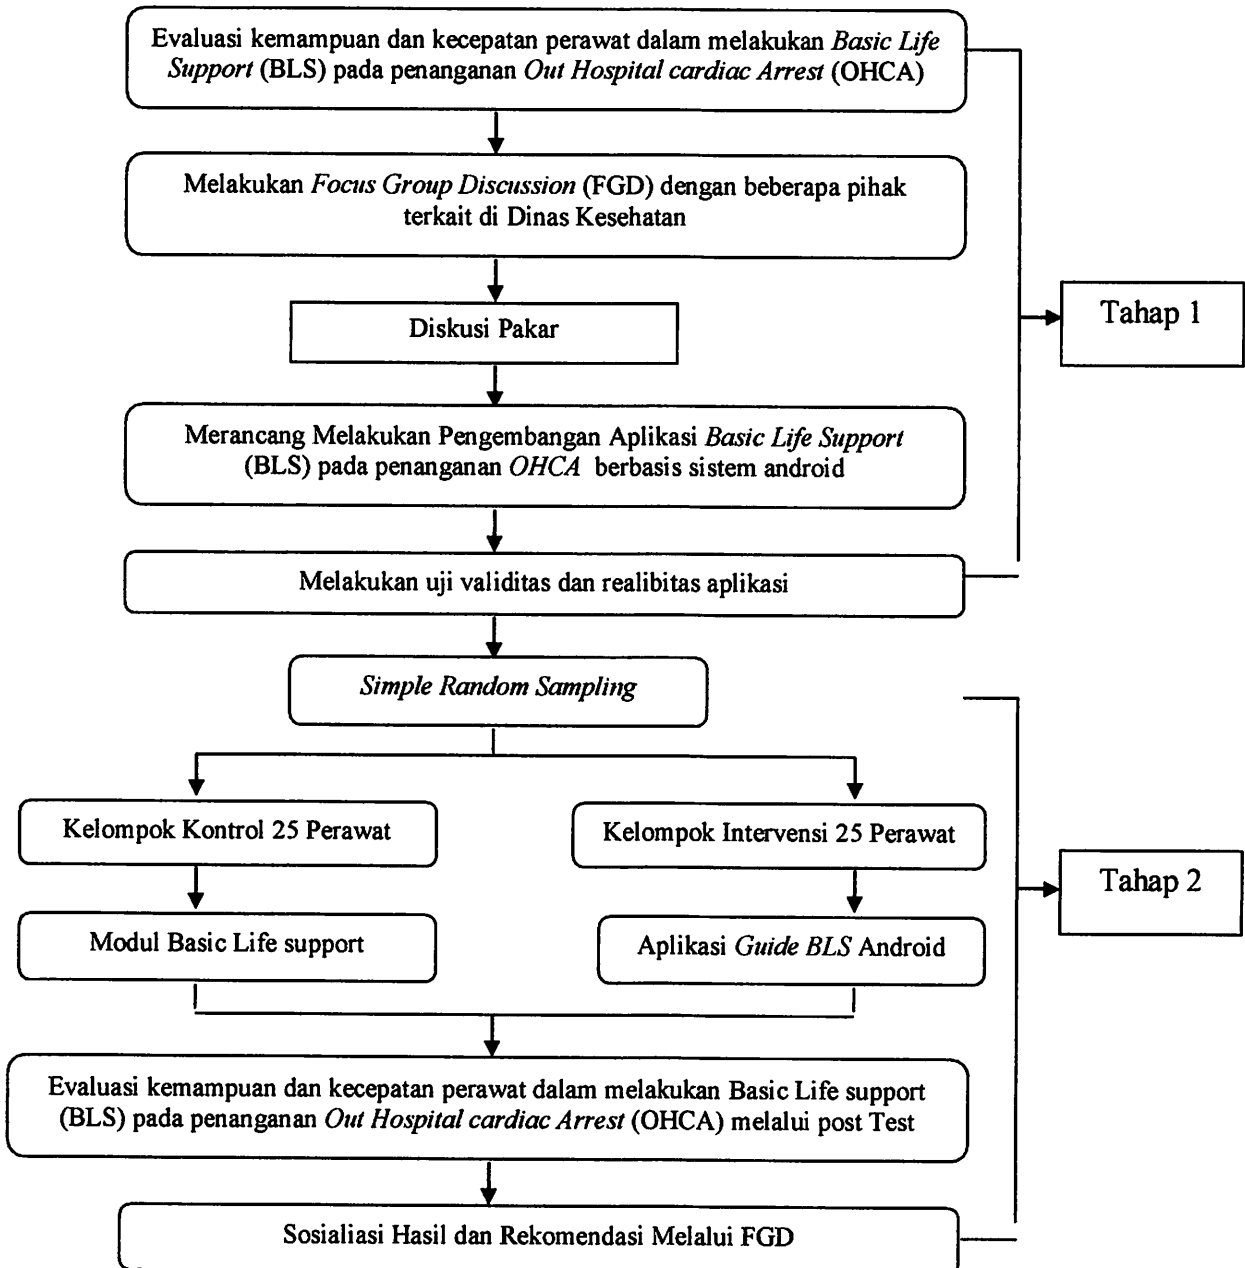 Evaluasi kemampuan dan kecepatan perawat dalam melakukan Basic Life
Support (BLS) pada penanganan Out Hospital cardiac Arrest (OHCA)
Melakukan Focus Group Discussion (FGD) dengan beberapa pihak
terkait di Dinas Kesehatan
Diskusi Pakar
Tahap 1
Merancang Melakukan Pengembangan Aplikasi Basic Life Support
(BLS) pada penanganan OHCA berbasis sistem android
Melakukan uji validitas dan realibitas aplikasi
Simple Random Sampling
Kelompok Kontrol 25 Perawat
Kelompok Intervensi 25 Perawat
Tahap 2
Modul Basic Life support
Aplikasi Guide BLS Android
Evaluasi kemampuan dan kecepatan perawat dalam melakukan Basic Life support
(BLS) pada penanganan Out Hospital cardiac Arrest (OHCA) melalui post Test
Sosialiasi Hasil dan Rekomendasi Melalui FGD